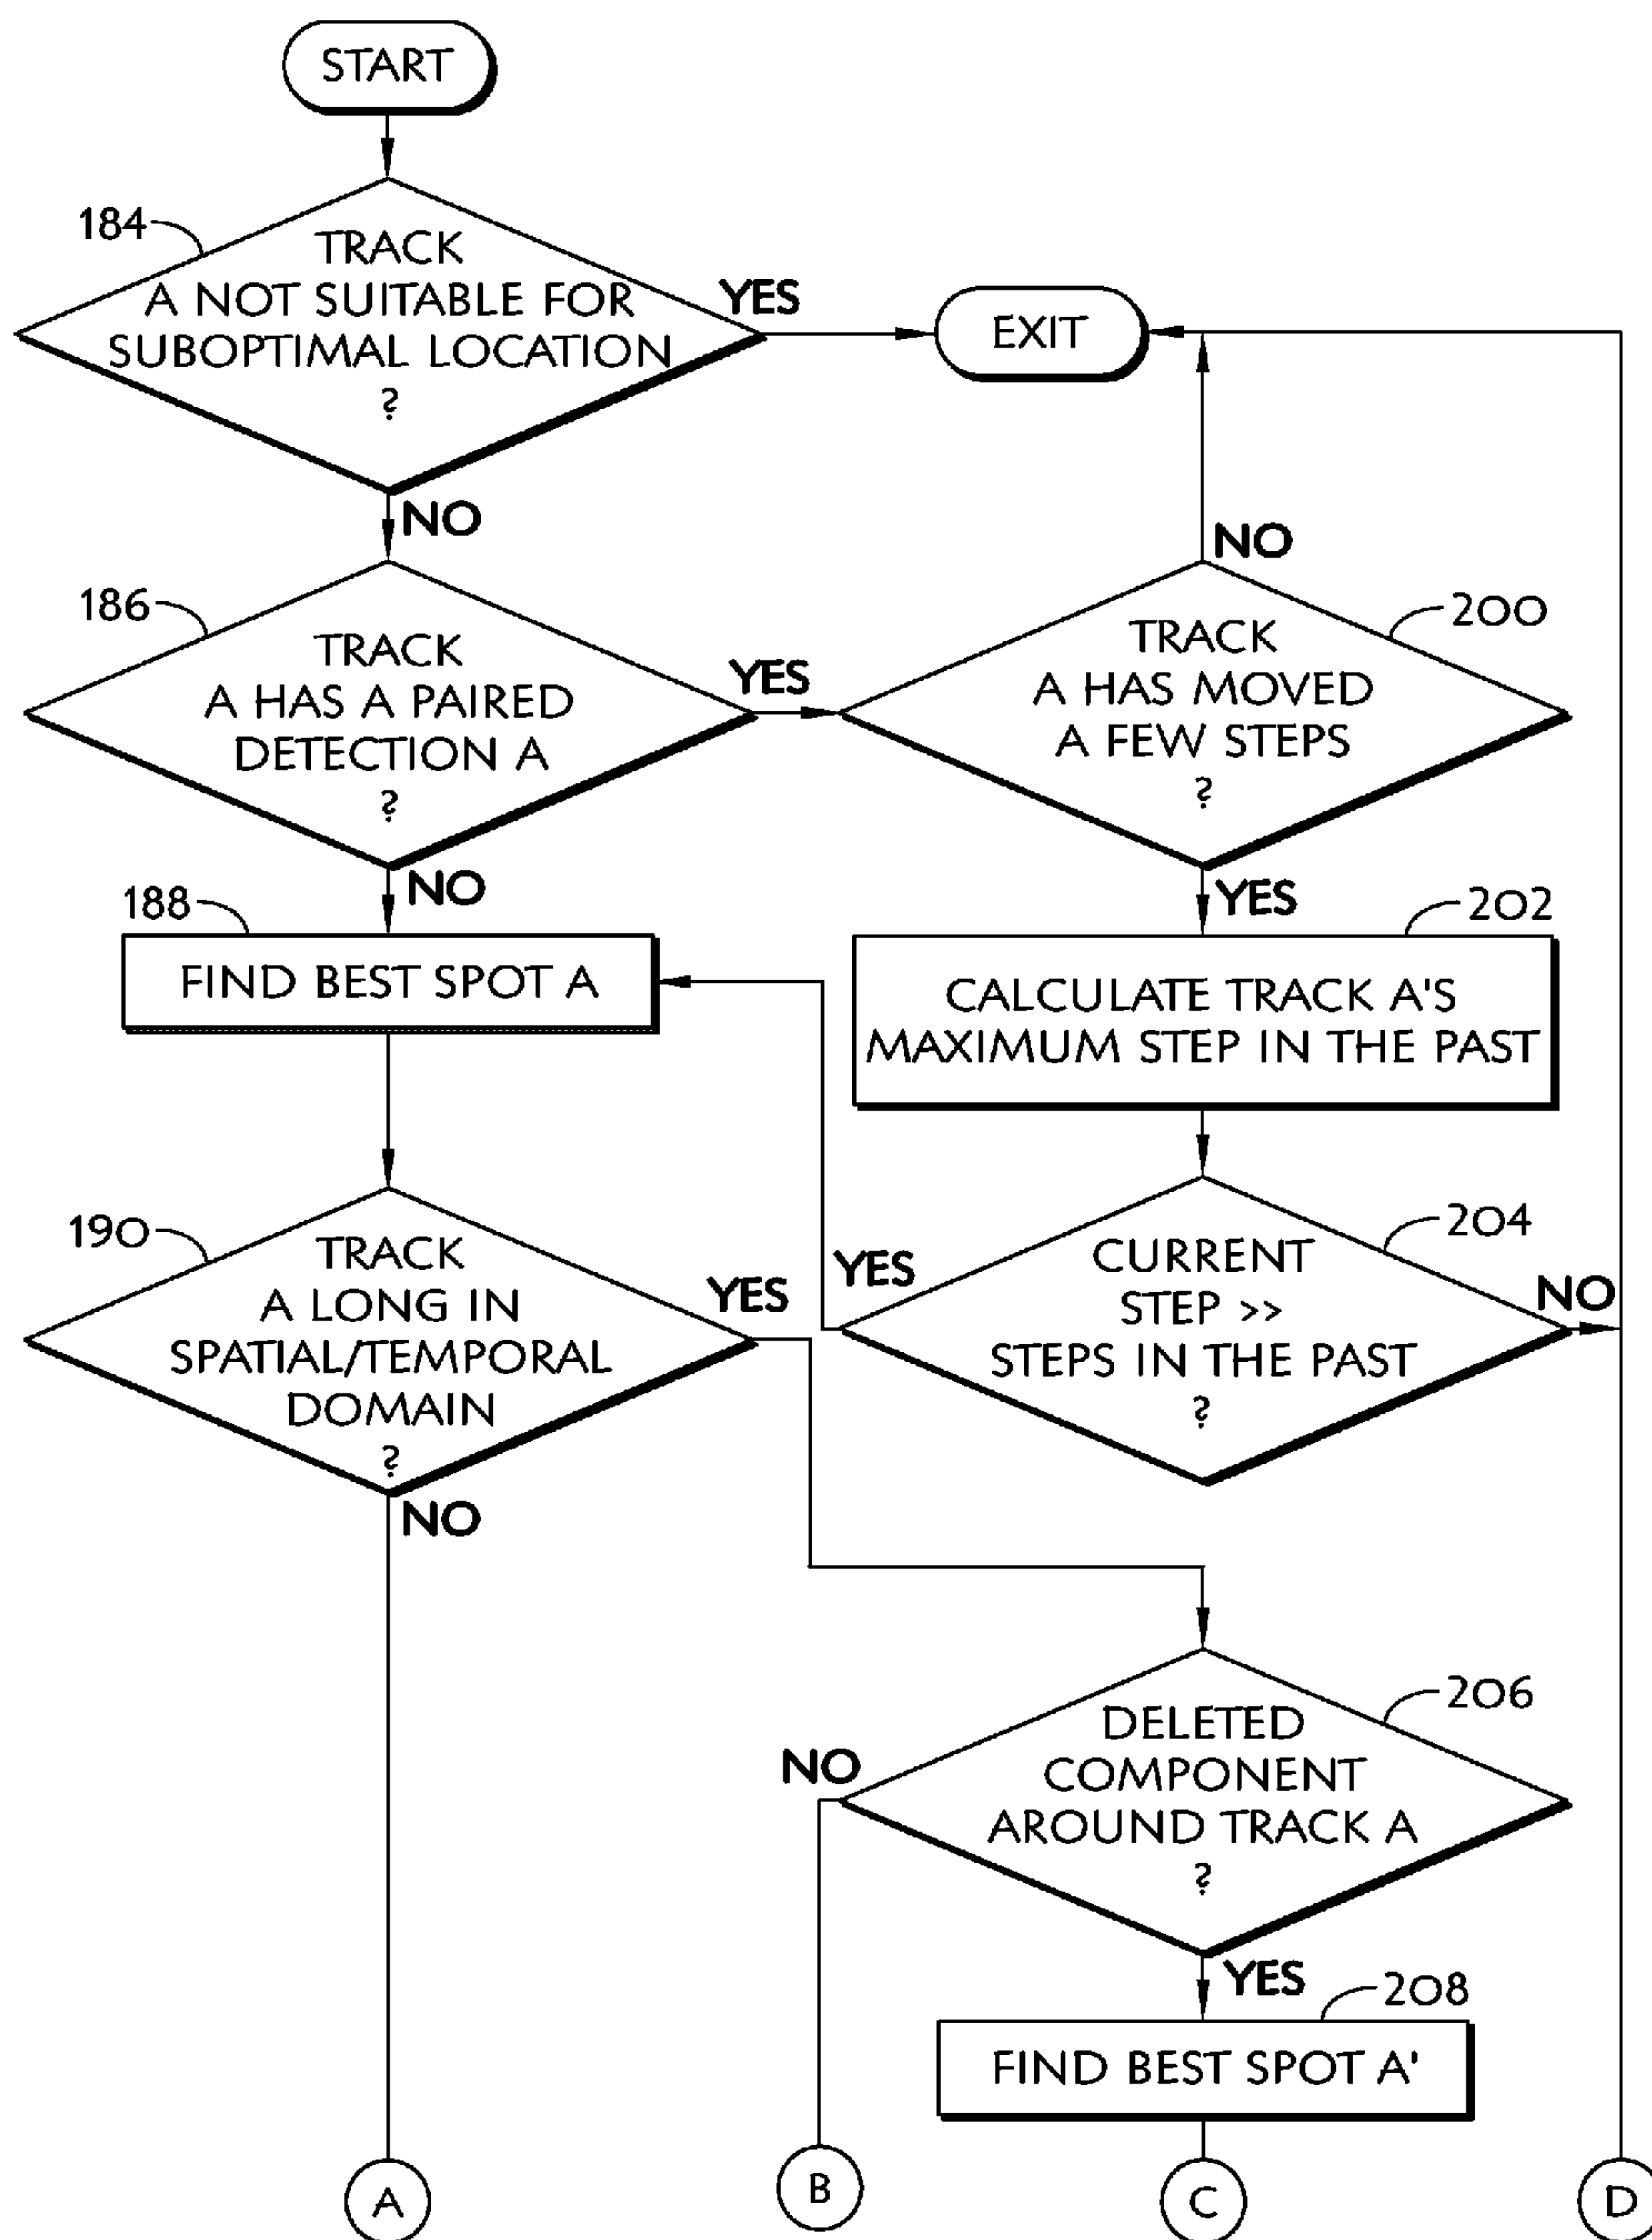 START
184
TRACK
A NOT SUITABLE FOR
SUBOPTIMAL LOCATION
?
YES
EXIT
NO
186
TRACK
A HAS A PAIRED
DETECTION A
?
YES
NO
200
TRACK
A HAS MOVED
A FEW STEPS
?
NO
YES
188
FIND BEST SPOT A
202
CALCULATE TRACK A'S
MAXIMUM STEP IN THE PAST
190
TRACK
A LONG IN
SPATIAL/TEMPORAL
DOMAIN
?
YES
NO
204
CURRENT
STEP >>
STEPS IN THE PAST
?
YES
NO
206
DELETED
COMPONENT
AROUND TRACK A
?
NO
YES
208
FIND BEST SPOT A'
A
B
C
D